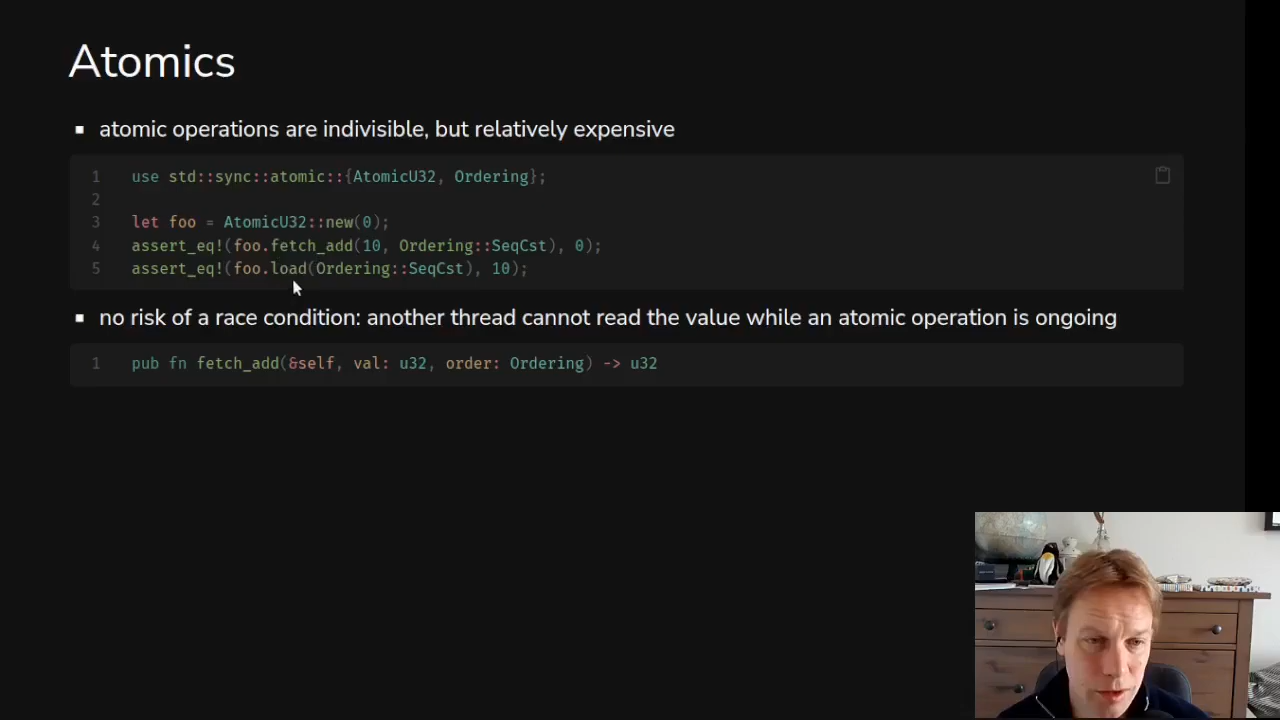 Atomics
▪ atomic operations are indivisible, but relatively expensive
1 use std::sync::atomic::{AtomicU32, Ordering};
2
3 let foo = AtomicU32::new(0);
4 assert_eq!(foo.fetch_add(10, Ordering::SeqCst), 0);
5 assert_eq!(foo.load(Ordering::SeqCst), 10);
▪ no risk of a race condition: another thread cannot read the value while an atomic operation is ongoing
1 pub fn fetch_add(&self, val: u32, order: Ordering) -> u32